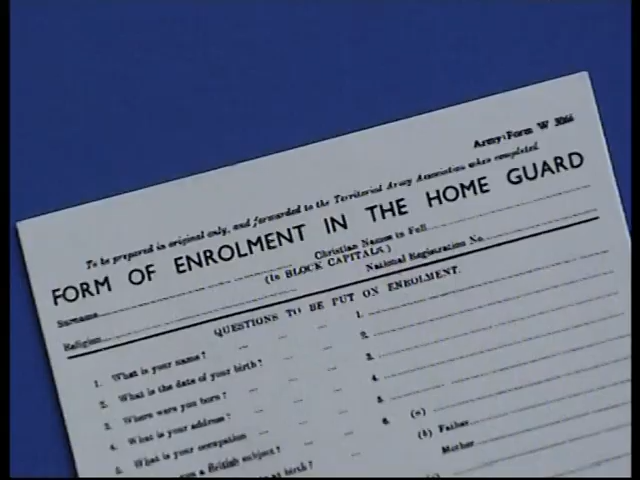 Army Form W 3066
To be prepared in original only, and forwarded to the Territorial Army Association when completed.
FORM OF ENROLMENT IN THE HOME GUARD
Surname
Christian Names in Full
(In BLOCK CAPITALS.)
Religion
National Registration No.
QUESTIONS TO BE PUT ON ENROLMENT.
1. What is your name? ... ... ... 1.
2. What is the date of your birth? ... ... 2.
3. Where were you born? ... ... ... 3.
4. What is your address? ... ... ... 4.
5. What is your occupation ... ... ... 5.
a British subject? ... ... 6. (a)
at birth? ... (b) Father
Mother